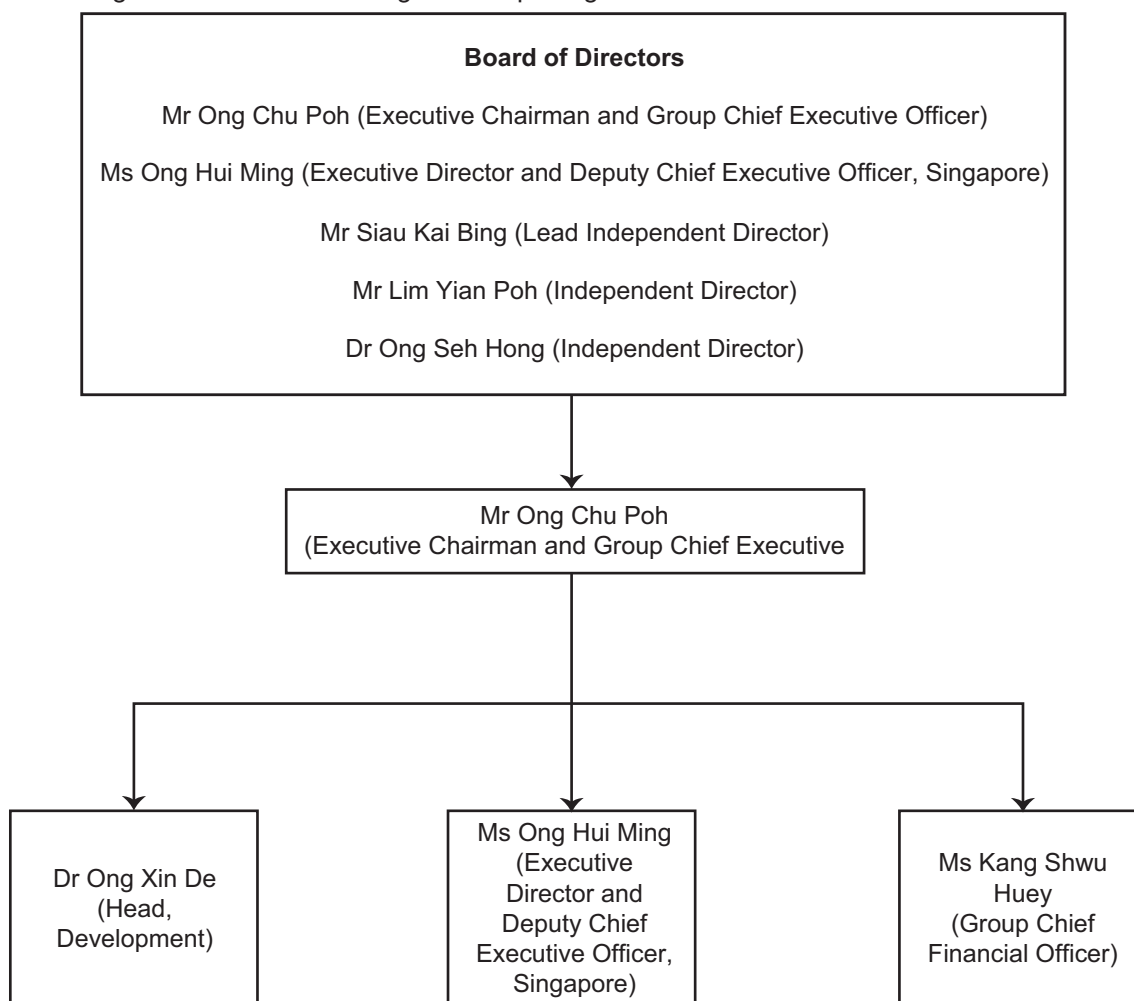 Board of Directors
Mr Ong Chu Poh (Executive Chairman and Group Chief Executive Officer)
Ms Ong Hui Ming (Executive Director and Deputy Chief Executive Officer, Singapore)
Mr Siau Kai Bing (Lead Independent Director)
Mr Lim Yian Poh (Independent Director)
Dr Ong Seh Hong (Independent Director)
Mr Ong Chu Poh
(Executive Chairman and Group Chief Executive
Dr Ong Xin De
(Head,
Development)
Ms Ong Hui Ming
(Executive
Director and
Deputy Chief
Executive Officer,
Singapore)
Ms Kang Shwu
Huey
(Group Chief
Financial Officer)